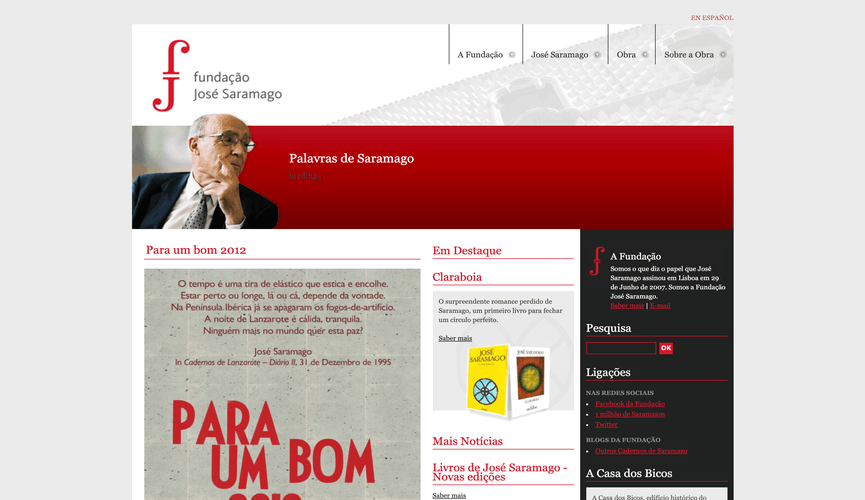 EN ESPAÑOL
fundação
José Saramago
A Fundação
José Saramago
Obra
Sobre a Obra
Palavras de Saramago
Para um bom 2012
O tempo é uma tira de elástico que estica e encolhe.
Estar perto ou longe, lá ou cá, depende da vontade.
Na Península Ibérica já se apagaram os fogos-de-artifício.
A noite de Lanzarote é cálida, tranquila.
Ninguém mais no mundo quer esta paz?
José Saramago
In Cadernos de Lanzarote – Diário II, 31 de Dezembro de 1995
PARA
UM BOM
Em Destaque
Claraboia
O surpreendente romance perdido de
Saramago, um primeiro livro para fechar
um círculo perfeito.
Saber mais
JOSÉ
SARAMAGO
JOSÉ
SARAMAGO
Mais Notícias
Livros de José Saramago -
Novas edições
Saber mais
A Fundação
Somos o que diz o papel que José
Saramago assinou em Lisboa em 29
de Junho de 2007. Somos a Fundação
José Saramago.
Saber mais | E-mail
Pesquisa
OK
Ligações
NAS REDES SOCIAIS
Facebook da Fundação
1 milhão de Saramagos
Twitter
BLOGS DA FUNDAÇÃO
Outros Cadernos de Saramago
A Casa dos Bicos
A Casa dos Bicos, edifício histórico do